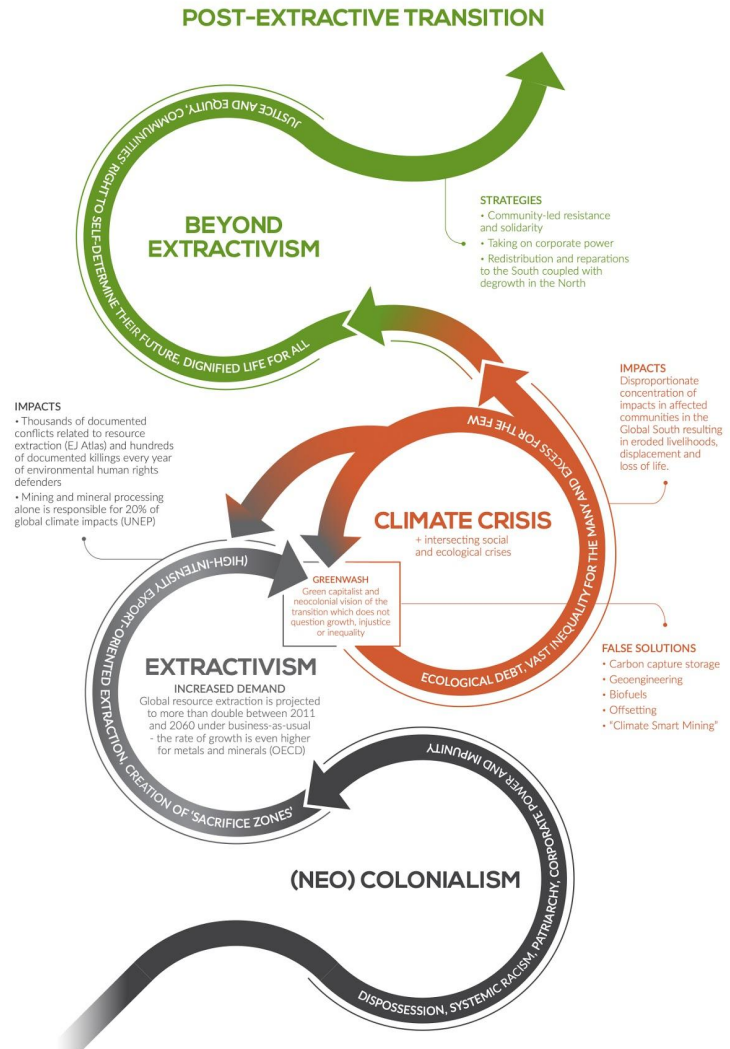 POST-EXTRACTIVE TRANSITION
JUSTICE AND EQUITY, COMMUNITIES' RIGHT TO SELF-DETERMINE THEIR FUTURE, DIGNIFIED LIFE FOR ALL
BEYOND
EXTRACTIVISM
STRATEGIES
• Community-led resistance
and solidarity
• Taking on corporate power
• Redistribution and reparations
to the South coupled with
degrowth in the North
IMPACTS
Disproportionate
concentration of
impacts in affected
communities in the
Global South resulting
in eroded livelihoods,
displacement and
loss of life.
IMPACTS
• Thousands of documented
conflicts related to resource
extraction (EJ Atlas) and hundreds
of documented killings every year
of environmental human rights
defenders
• Mining and mineral processing
alone is responsible for 20% of
global climate impacts (UNEP)
ECOLOGICAL DEBT, VAST INEQUALITY FOR THE MANY AND EXCESS FOR THE FEW
CLIMATE CRISIS
+ intersecting social
and ecological crises
GREENWASH
Green capitalist and
neocolonial vision of the
transition which does not
question growth, injustice
or inequality
FALSE SOLUTIONS
• Carbon capture storage
• Geoengineering
• Biofuels
• Offsetting
• “Climate Smart Mining”
(HIGH-INTENSITY EXPORT-ORIENTED EXTRACTION, CREATION OF 'SACRIFICE ZONES'
EXTRACTIVISM
INCREASED DEMAND
Global resource extraction is projected
to more than double between 2011
and 2060 under business-as-usual
- the rate of growth is even higher
for metals and minerals (OECD)
DISPOSSESSION, SYSTEMIC RACISM, PATRIARCHY, CORPORATE POWER AND IMPUNITY
(NEO) COLONIALISM